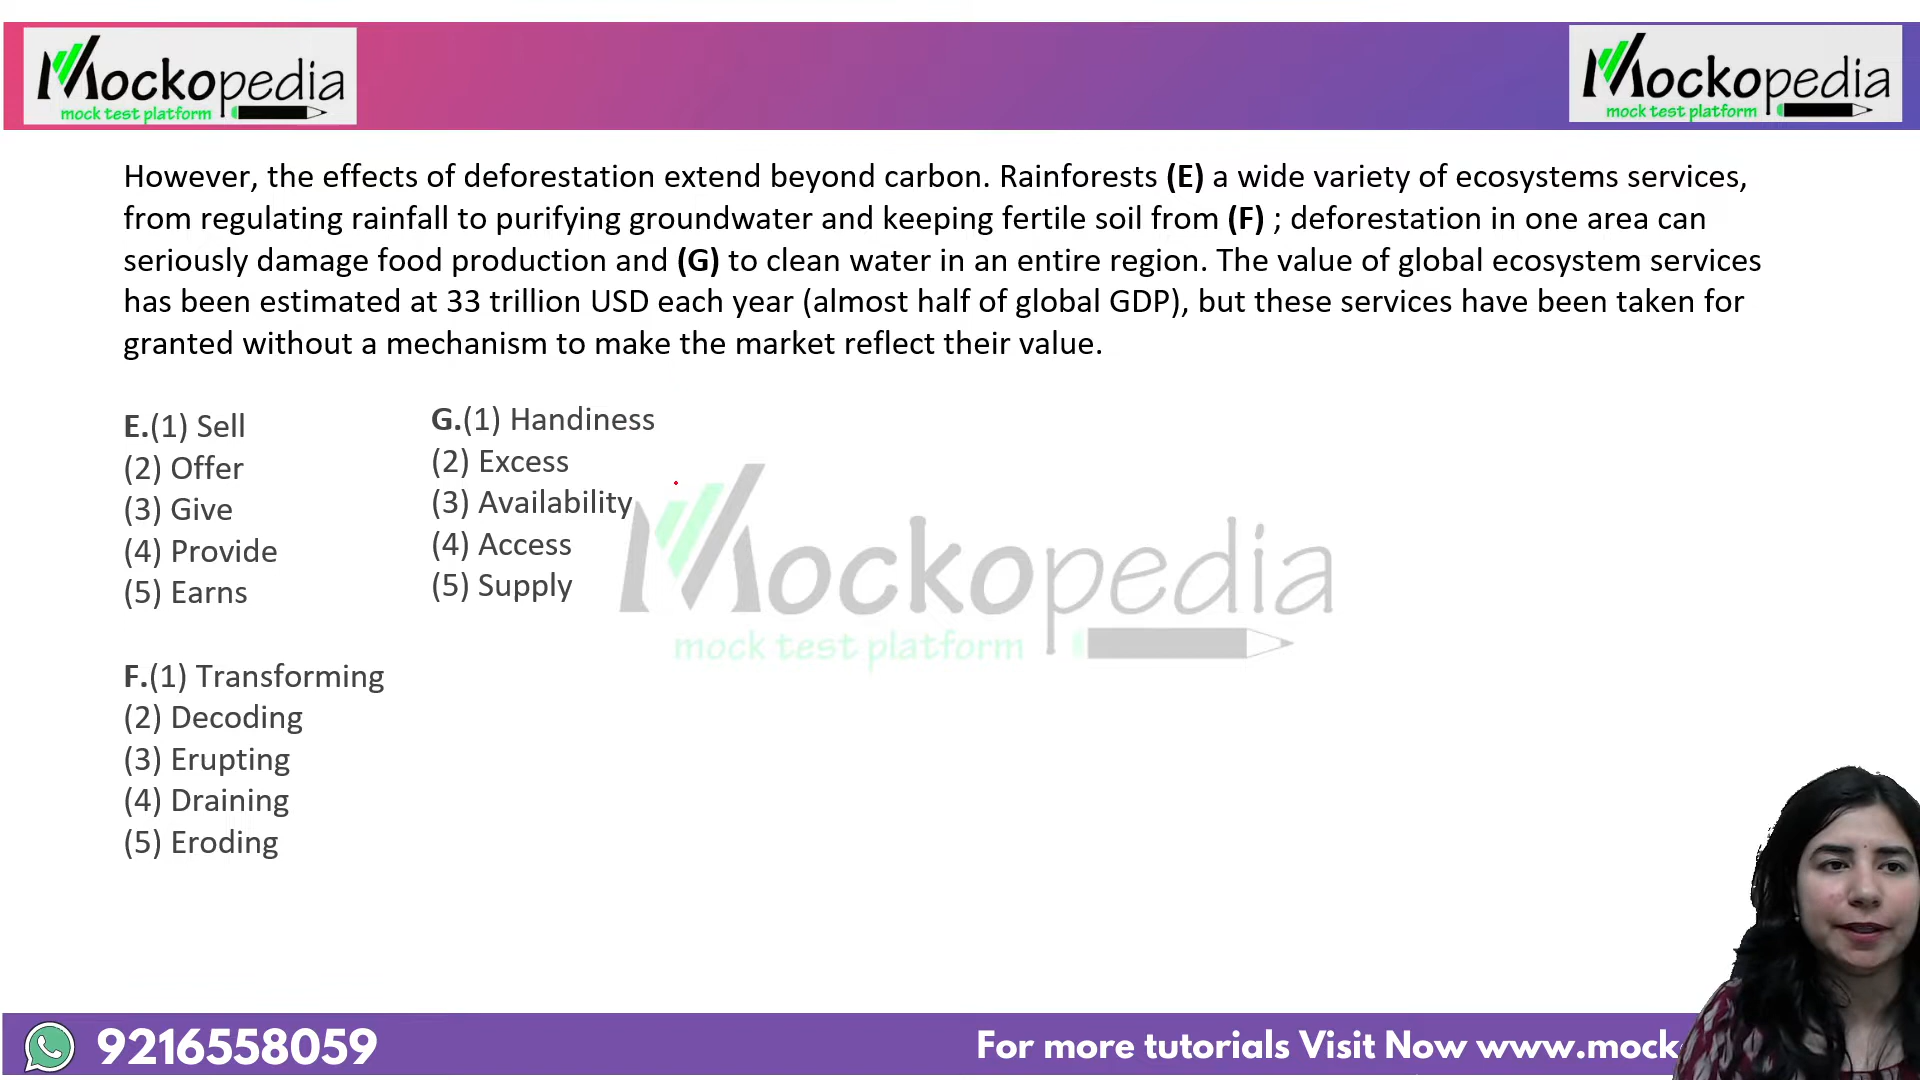 Mockopedia
mock test platform
Mockopedia
mock test platform
However, the effects of deforestation extend beyond carbon. Rainforests (E) a wide variety of ecosystems services,
from regulating rainfall to purifying groundwater and keeping fertile soil from (F) ; deforestation in one area can
seriously damage food production and (G) to clean water in an entire region. The value of global ecosystem services
has been estimated at 33 trillion USD each year (almost half of global GDP), but these services have been taken for
granted without a mechanism to make the market reflect their value.
E.(1) Sell
(2) Offer
(3) Give
(4) Provide
(5) Earns
F.(1) Transforming
(2) Decoding
(3) Erupting
(4) Draining
(5) Eroding
G.(1) Handiness
(2) Excess
(3) Availability
(4) Access
(5) Supply
Mockopedia
mock test platform
9216558059
For more tutorials Visit Now www.mock